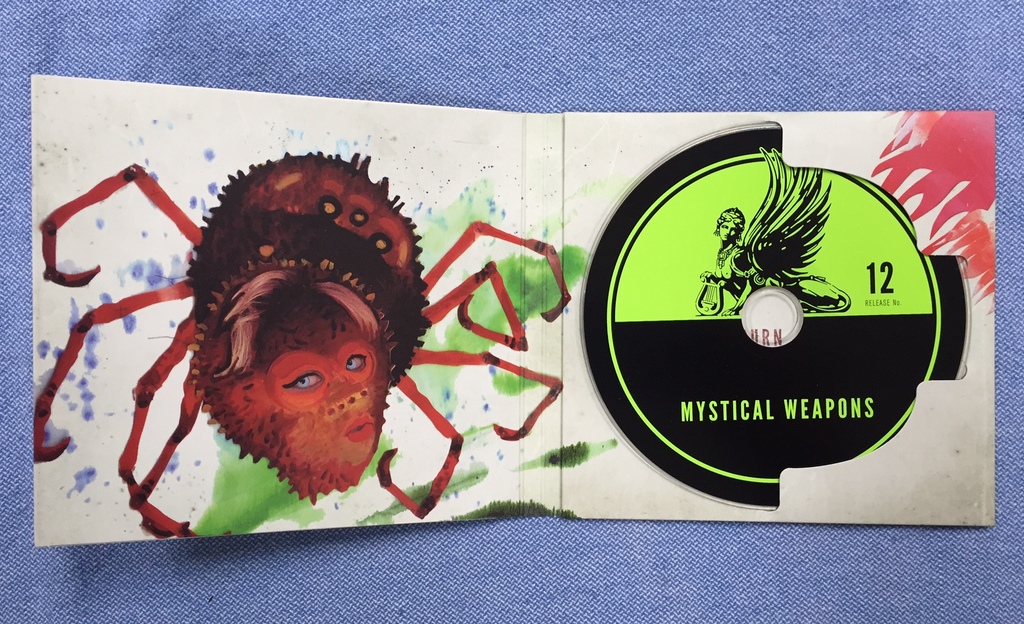 12
RELEASE No.
URN
MYSTICAL WEAPONS